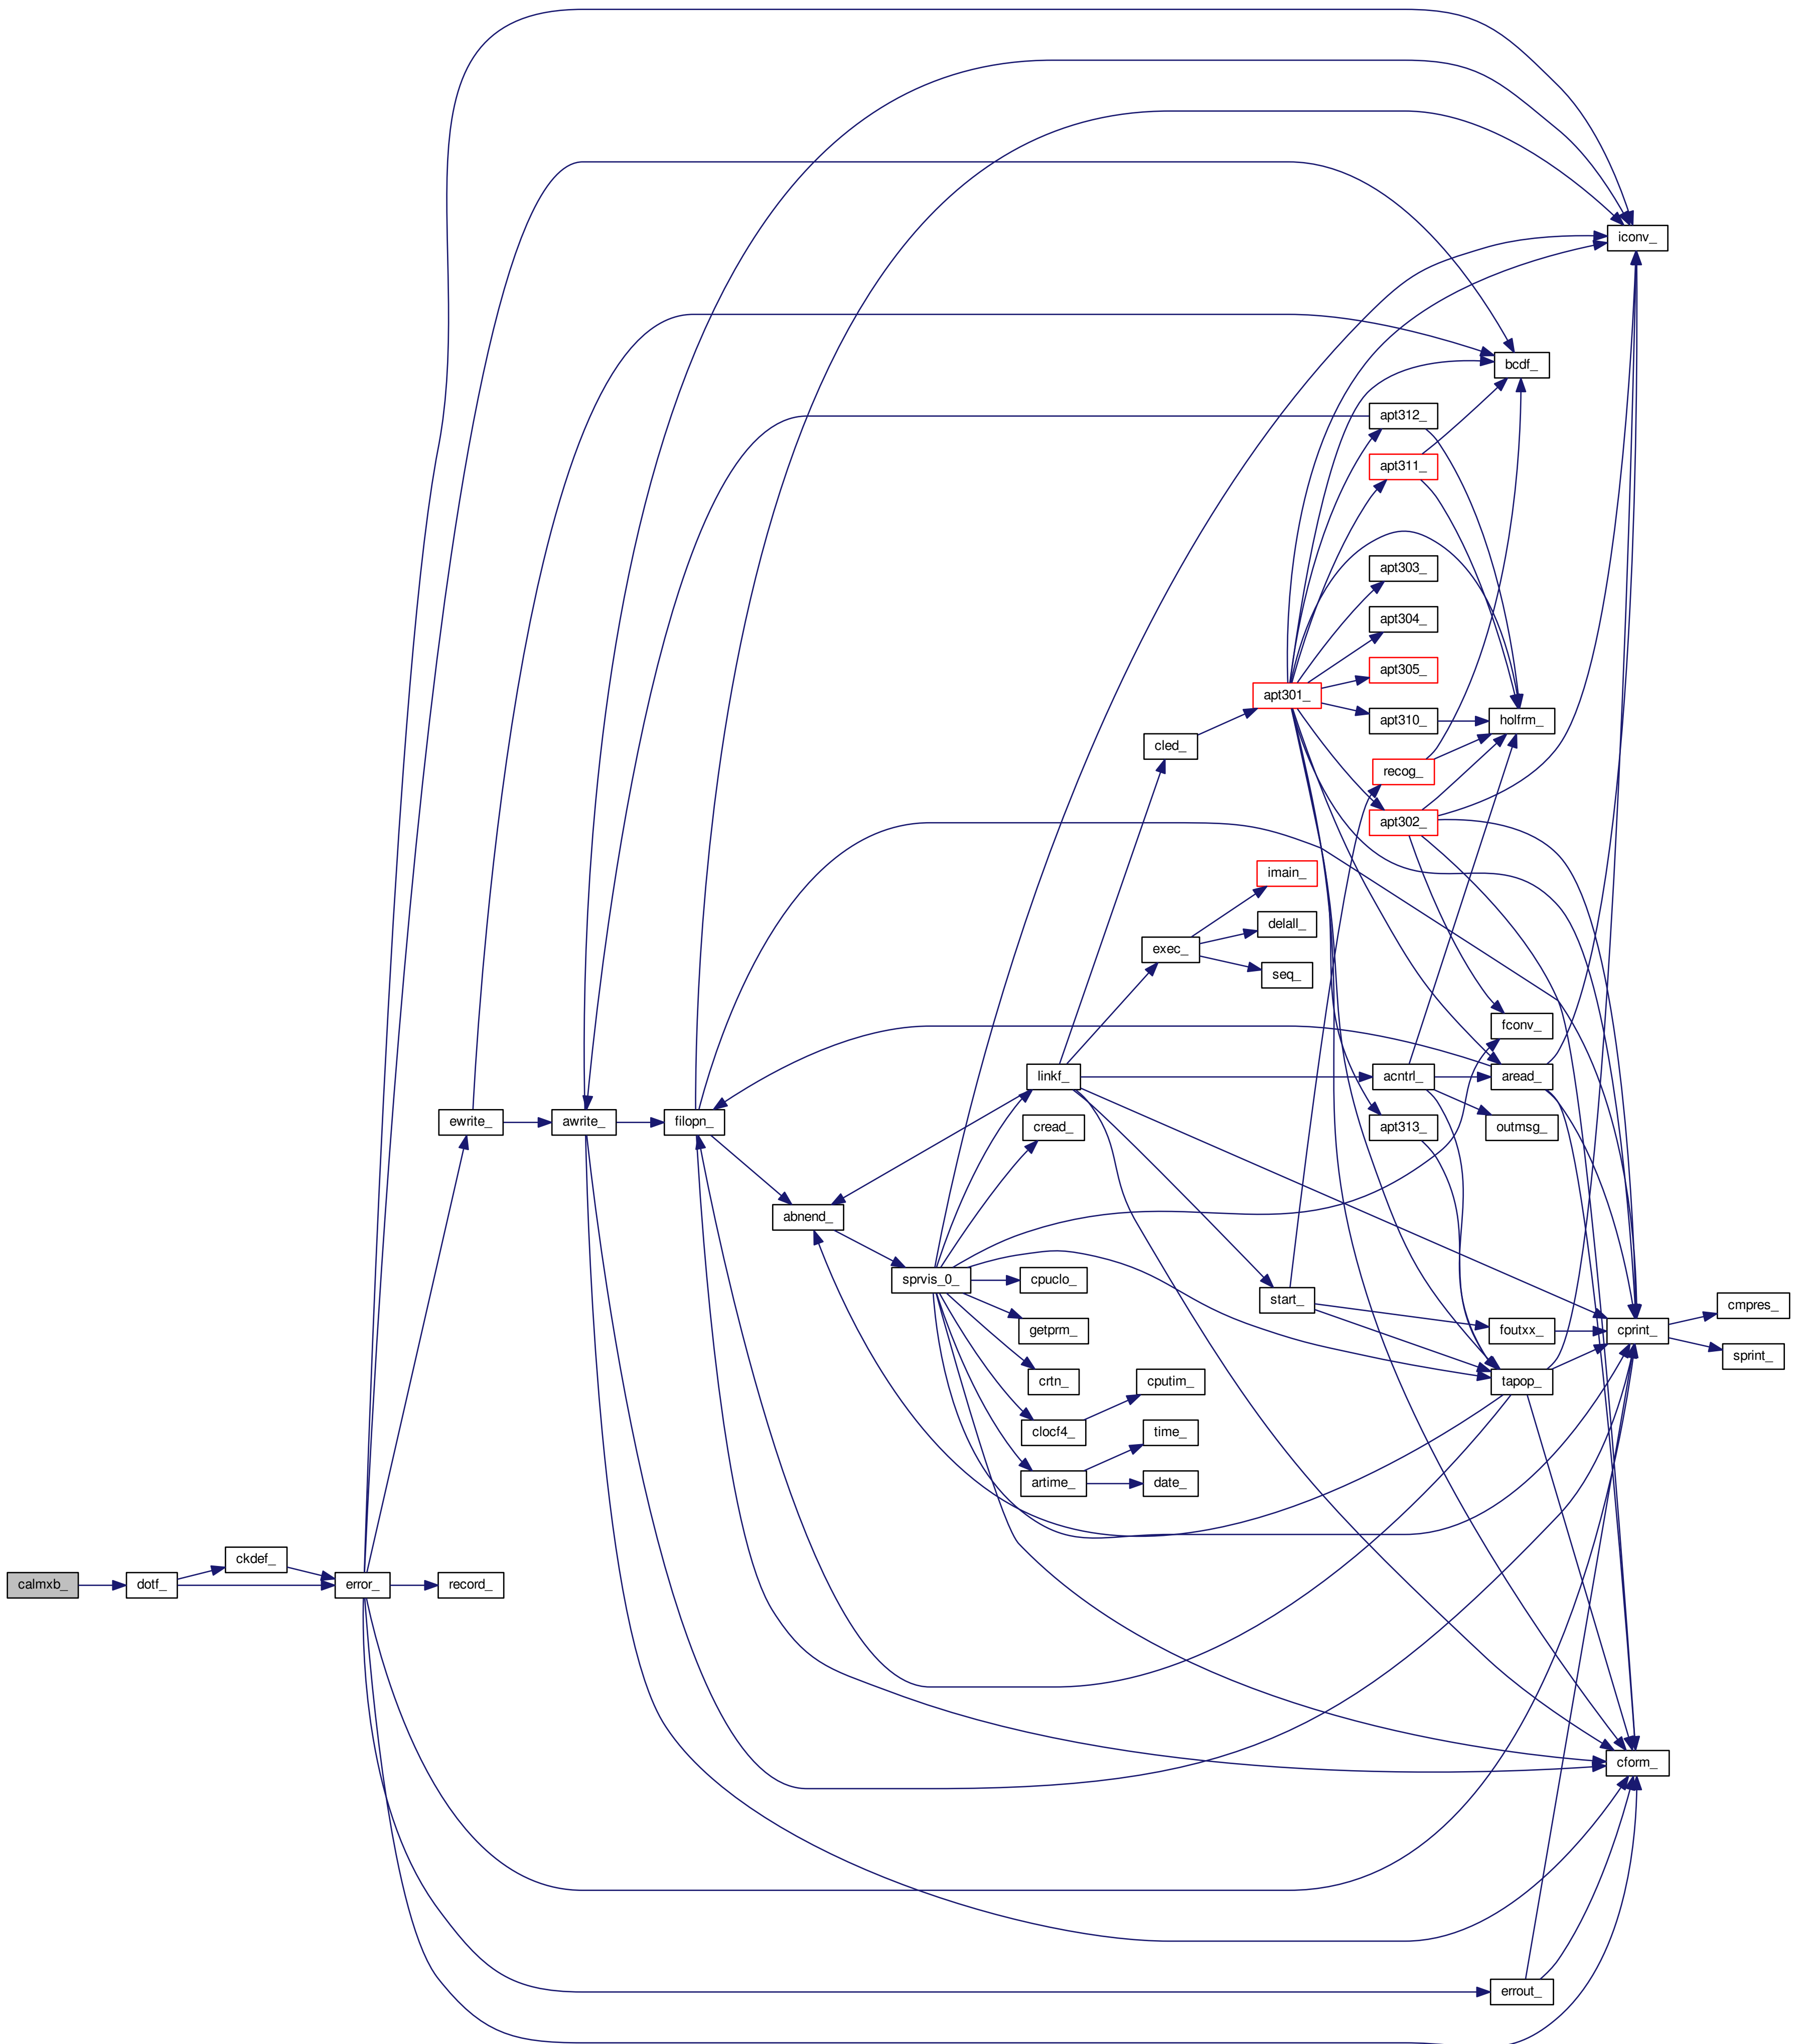 iconv_
bcdf_
apt312_
apt311_
apt303_
apt304_
apt305_
apt301_
apt310_
holfrm_
cled_
recog_
apt302_
imain_
delall_
exec_
seq_
fconv_
linkf_
acntrl_
aread_
ewrite_
awrite_
filopn_
cread_
apt313_
outmsg_
abnend_
sprvis_0_
cpuclo_
start_
cmpres_
getprm_
foutxx_
cprint_
sprint_
crtn_
cputim_
tapop_
clocf4_
time_
artime_
date_
ckdef_
calmxb_
dotf_
error_
record_
cform_
errout_